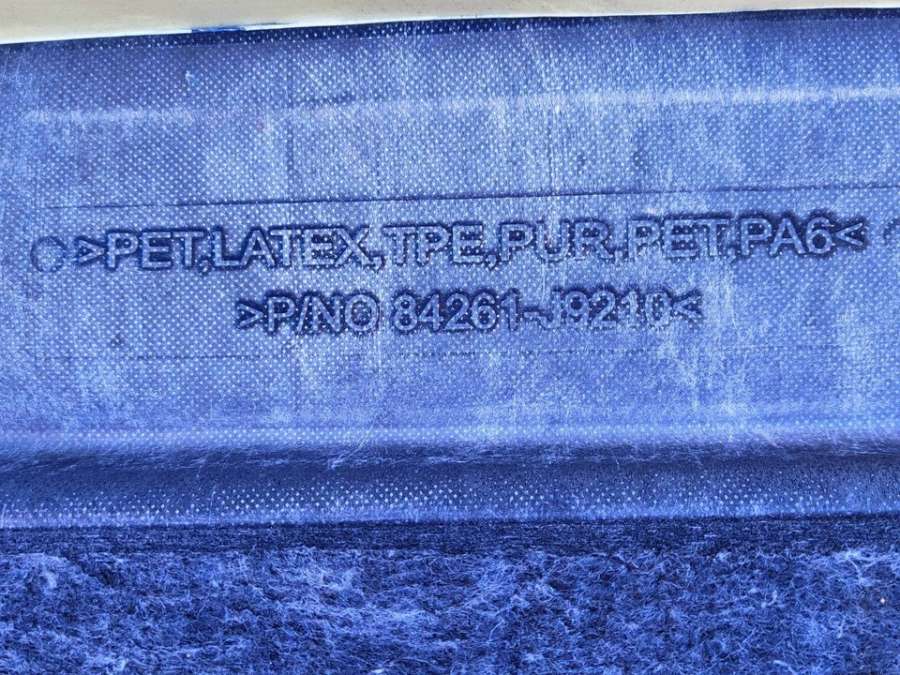 >PET,LATEX,TPE,PUR,PET,PA6<
>P/NO 84261-J9210<